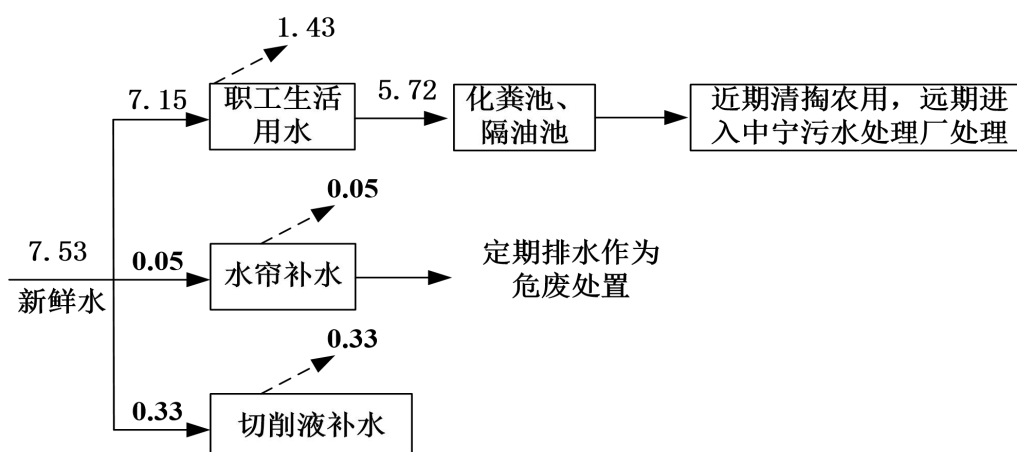 1.43
7.15
职工生活
用水
5.72
化粪池、
隔油池
近期清掏农用，远期进
入中宁污水处理厂处理
0.05
7.53
新鲜水
0.05
水帘补水
定期排水作为
危废处置
0.33
0.33
切削液补水